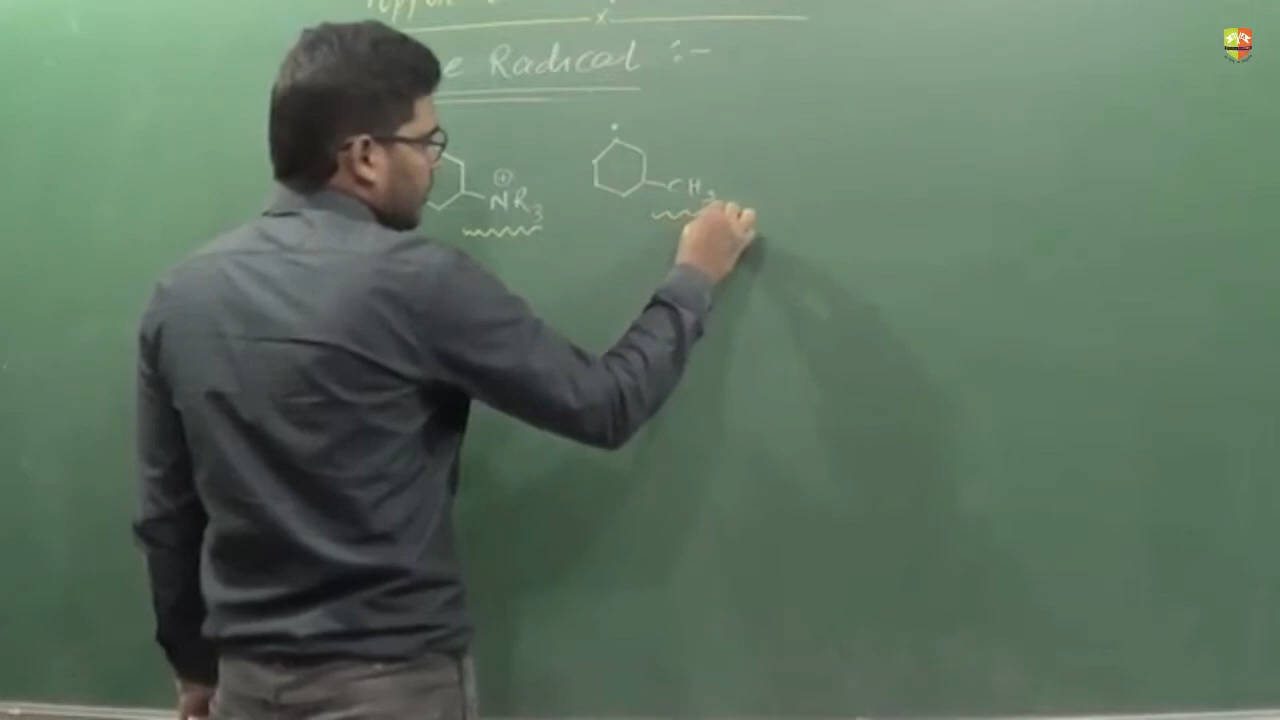 e Radical :-
⊕
NR₃
CH₃